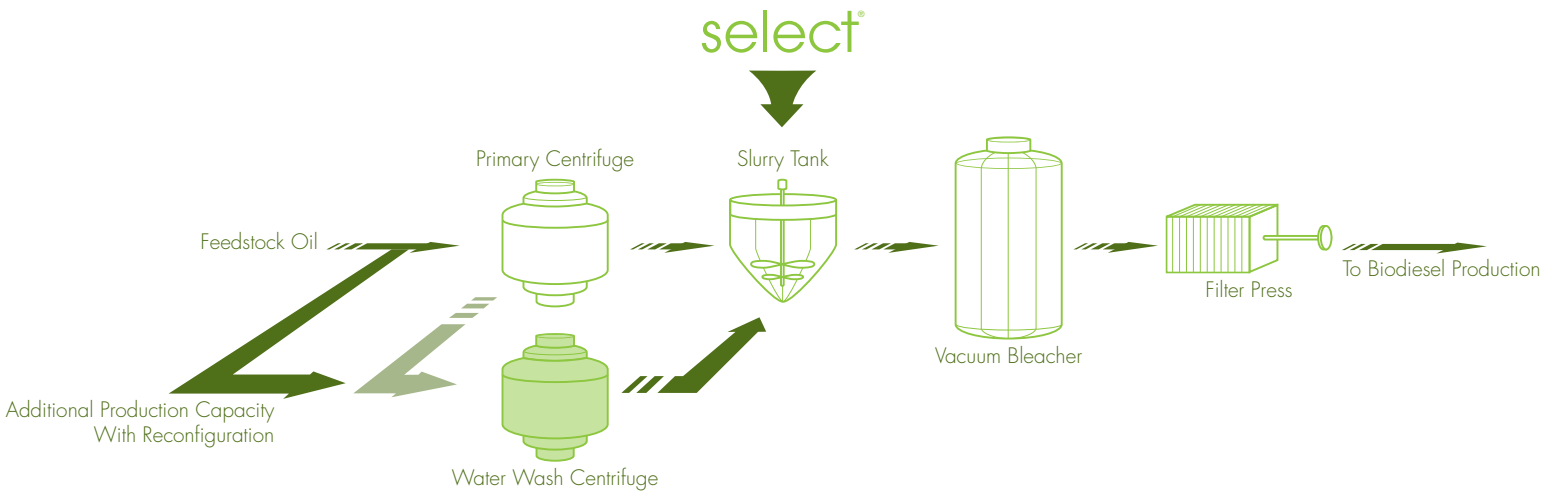 select®
Primary Centrifuge
Slurry Tank
Feedstock Oil
To Biodiesel Production
Filter Press
Vacuum Bleacher
Additional Production Capacity
With Reconfiguration
Water Wash Centrifuge